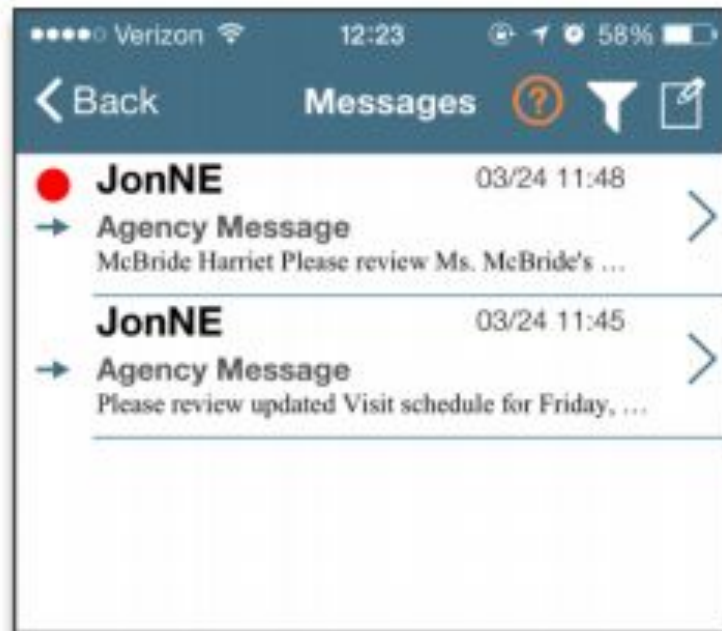 Verizon 12:23 58%
Back Messages ?
JonNE 03/24 11:48
Agency Message
McBride Harriet Please review Ms. McBride's ...
JonNE 03/24 11:45
Agency Message
Please review updated Visit schedule for Friday, ...